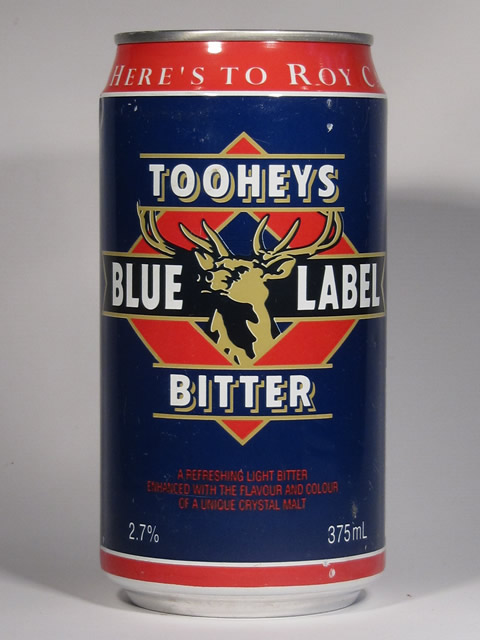 HERE'S TO ROY C
TOOHEYS
BLUE LABEL
BITTER
A REFRESHING LIGHT BITTER
ENHANCED WITH THE FLAVOUR AND COLOUR
OF A UNIQUE CRYSTAL MALT
2.7% 375mL